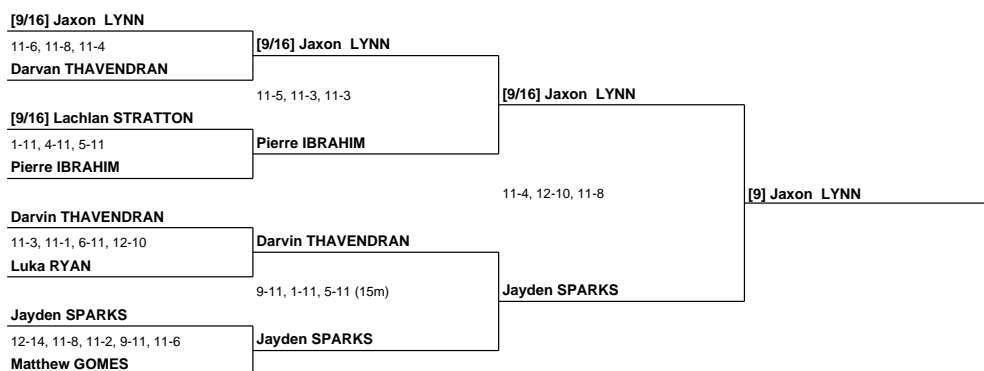 [9/16] Jaxon  LYNN
11-6, 11-8, 11-4
Darvan THAVENDRAN
[9/16] Lachlan STRATTON
1-11, 4-11, 5-11
Pierre IBRAHIM
Darvin THAVENDRAN
11-3, 11-1, 6-11, 12-10
Luka RYAN
Jayden SPARKS
12-14, 11-8, 11-2, 9-11, 11-6
Matthew GOMES
[9/16] Jaxon  LYNN
11-5, 11-3, 11-3
Pierre IBRAHIM
Darvin THAVENDRAN
9-11, 1-11, 5-11 (15m)
Jayden SPARKS
[9/16] Jaxon  LYNN
11-4, 12-10, 11-8
Jayden SPARKS
[9] Jaxon  LYNN